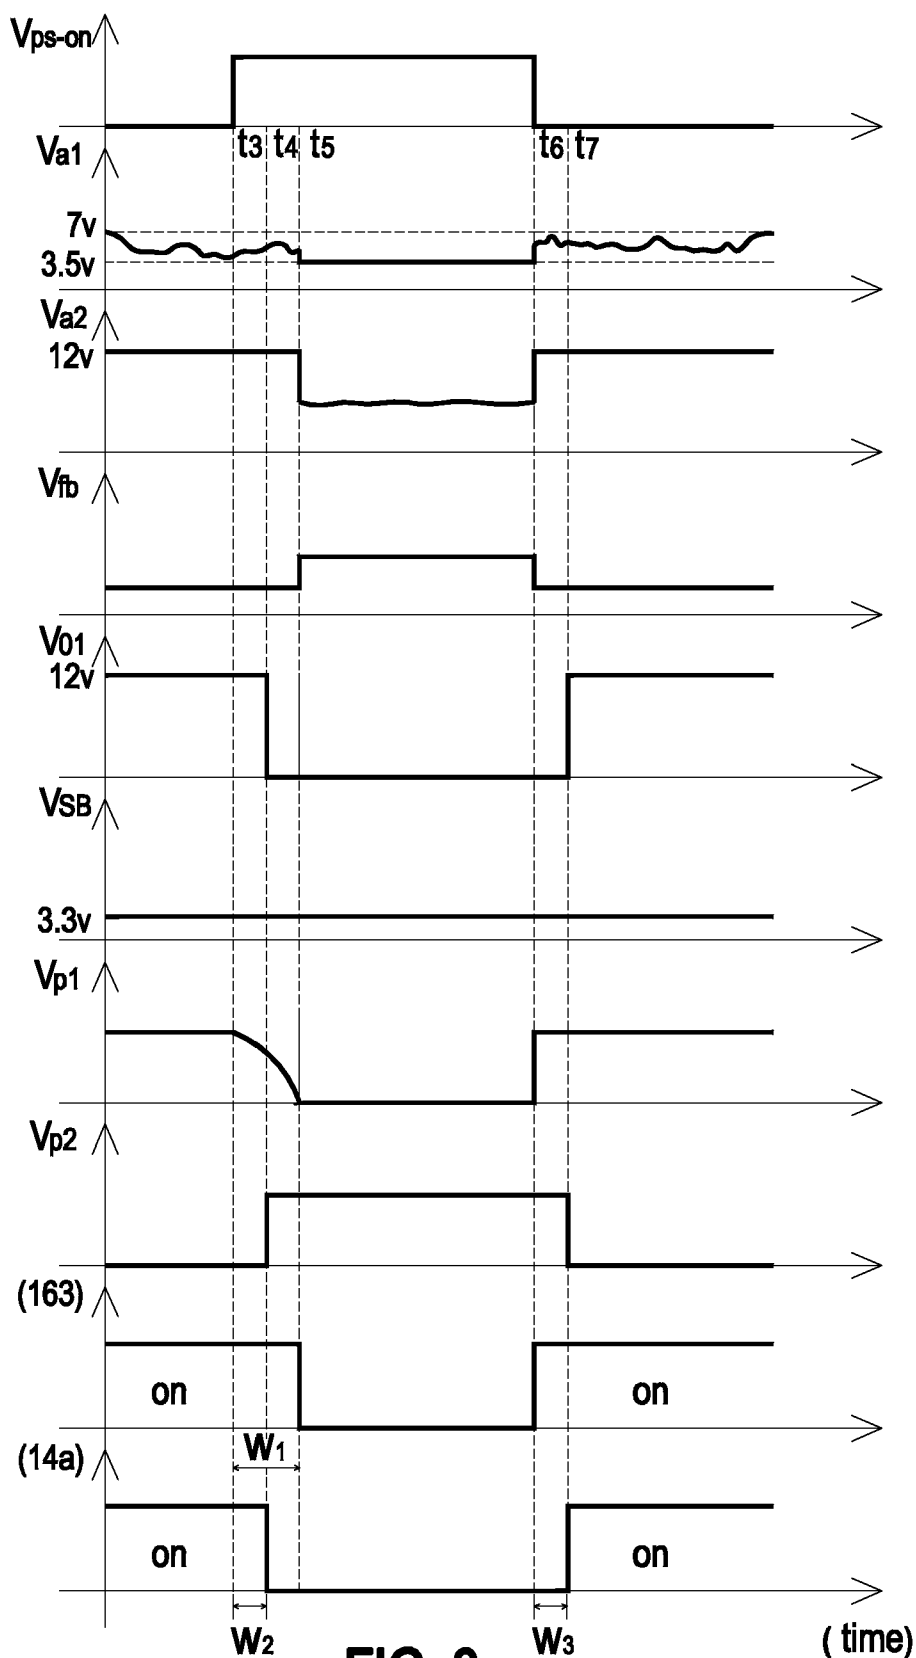 Vps-on
t3 t4 t5 t6 t7
Va1
7v
3.5v
Va2
12v
Vfb
V01
12v
VSB
3.3v
Vp1
Vp2
(163)
on on
W1
(14a)
on on
W2 W3 ( time)